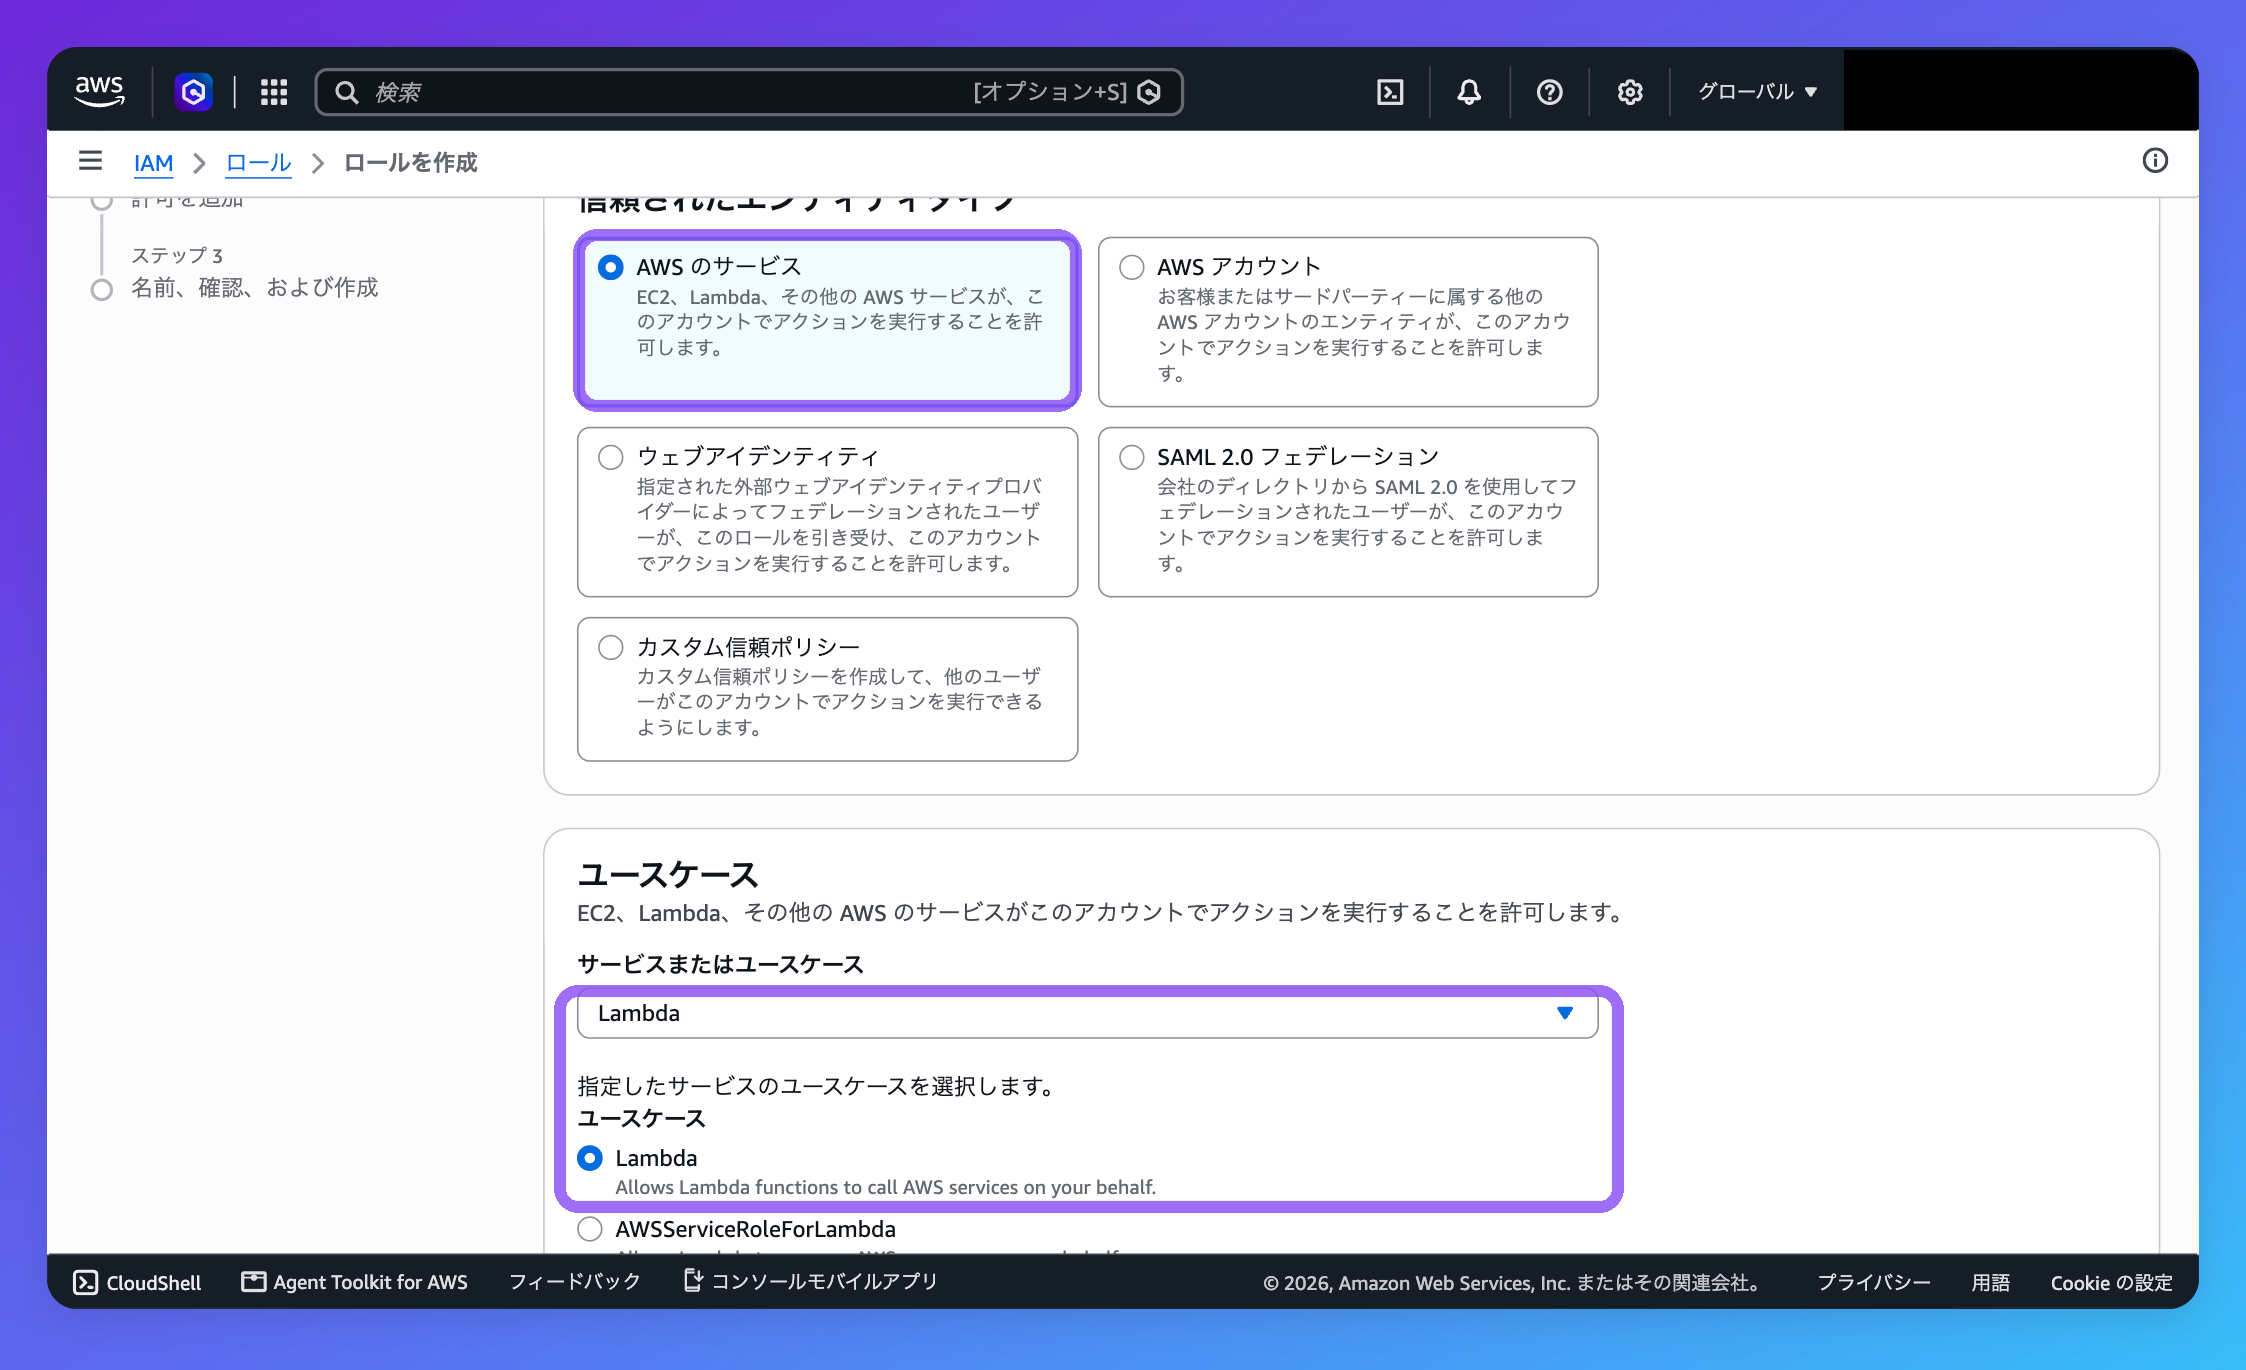 aws
検索
[オプション+S]
グローバル ▼
IAM > ロール > ロールを作成
許可を追加
ステップ 3
名前、確認、および作成
信頼されたエンティティタイプ
AWS のサービス
EC2、Lambda、その他の AWS サービスが、こ
のアカウントでアクションを実行することを許
可します。
AWS アカウント
お客様またはサードパーティーに属する他の
AWS アカウントのエンティティが、このアカウ
ントでアクションを実行することを許可しま
す。
ウェブアイデンティティ
指定された外部ウェブアイデンティティプロバ
イダーによってフェデレーションされたユーザ
ーが、このロールを引き受け、このアカウント
でアクションを実行することを許可します。
SAML 2.0 フェデレーション
会社のディレクトリから SAML 2.0 を使用してフ
ェデレーションされたユーザーが、このアカウ
ントでアクションを実行することを許可しま
す。
カスタム信頼ポリシー
カスタム信頼ポリシーを作成して、他のユーザ
ーがこのアカウントでアクションを実行できる
ようにします。
ユースケース
EC2、Lambda、その他の AWS のサービスがこのアカウントでアクションを実行することを許可します。
サービスまたはユースケース
Lambda
指定したサービスのユースケースを選択します。
ユースケース
Lambda
Allows Lambda functions to call AWS services on your behalf.
AWSServiceRoleForLambda
CloudShell
Agent Toolkit for AWS
フィードバック
コンソールモバイルアプリ
© 2026, Amazon Web Services, Inc. またはその関連会社。
プライバシー
用語
Cookie の設定